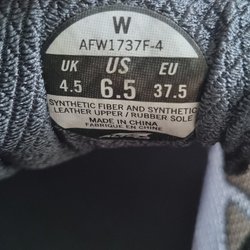 W
AFW1737F-4
UK US EU
4.5 6.5 37.5
SYNTHETIC FIBER AND SYNTHETIC
LEATHER UPPER / RUBBER SOLE
MADE IN CHINA
FABRIQUE EN CHINE